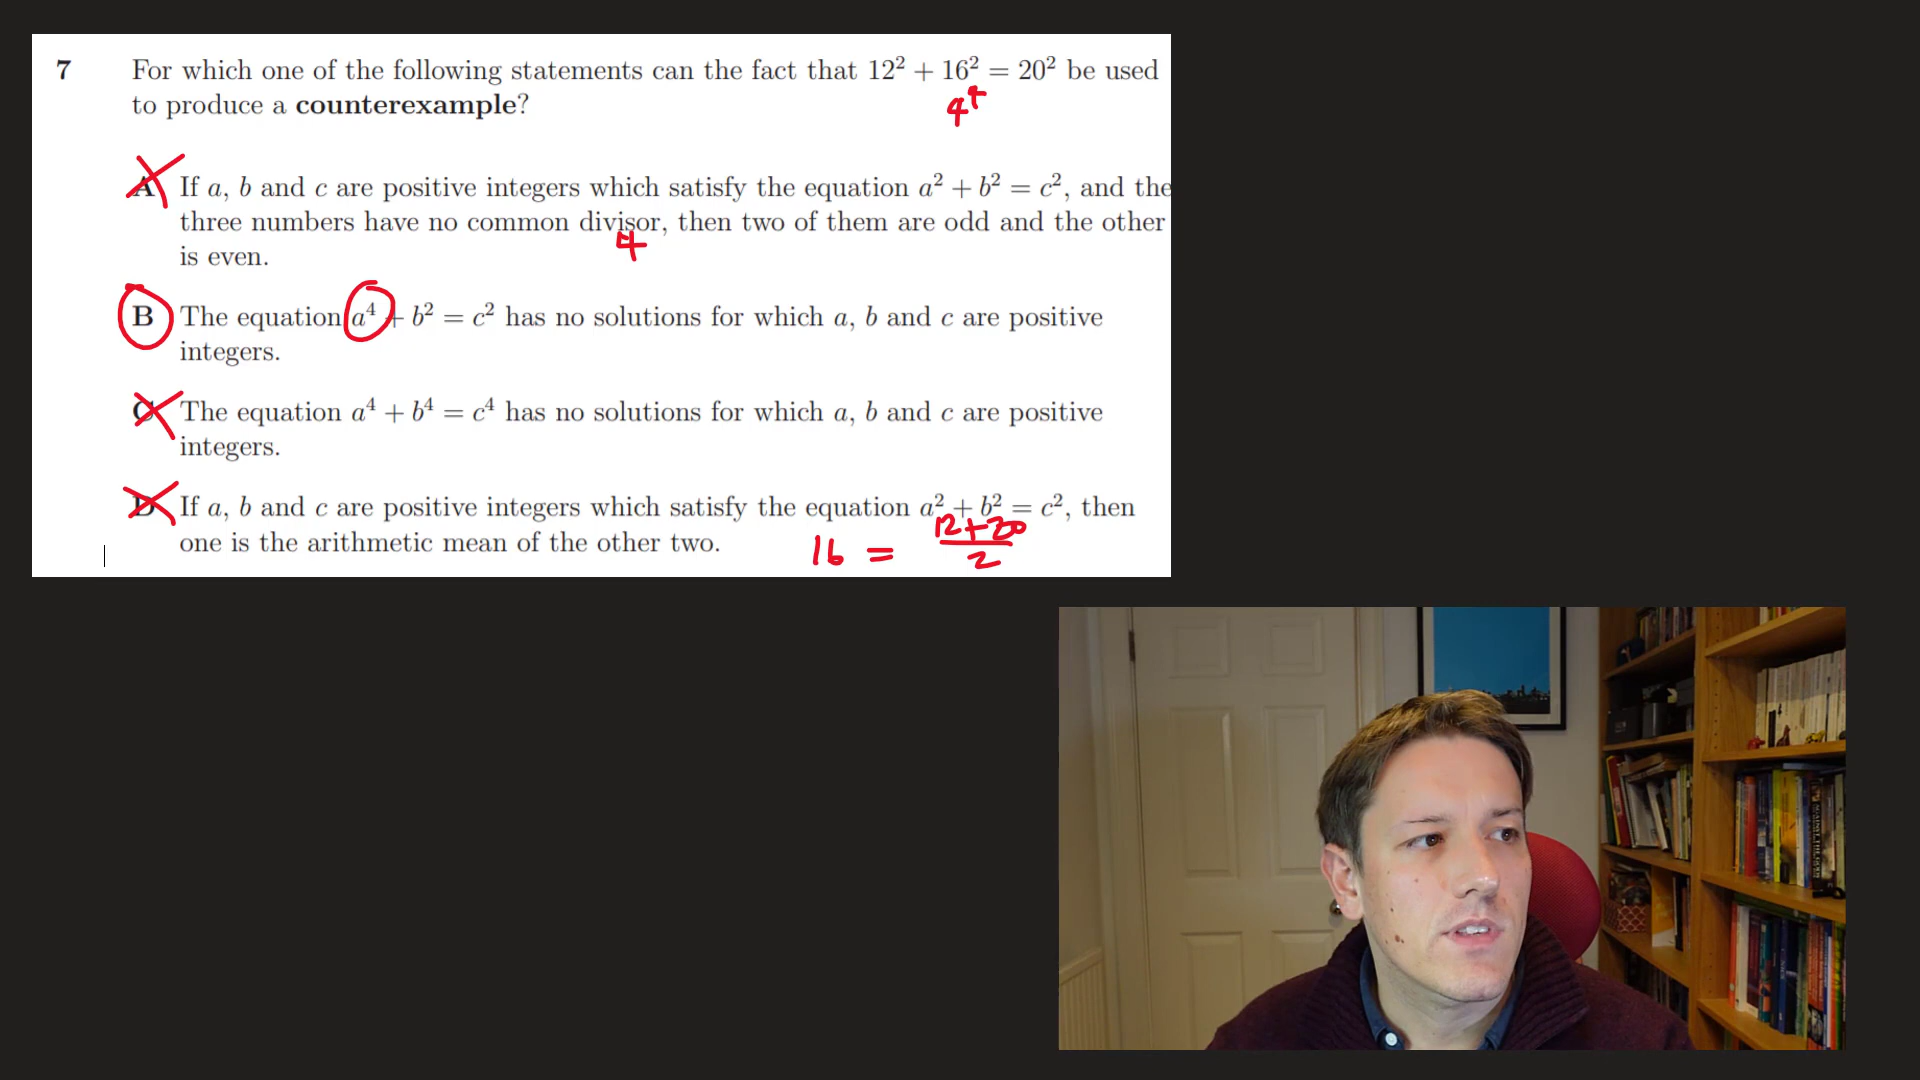 7 For which one of the following statements can the fact that 12² + 16² = 20² be used
to produce a counterexample?
4⁴
A If a, b and c are positive integers which satisfy the equation a² + b² = c², and the
three numbers have no common divisor, then two of them are odd and the other
4
is even.
B The equation a⁴ + b² = c² has no solutions for which a, b and c are positive
integers.
C The equation a⁴ + b⁴ = c⁴ has no solutions for which a, b and c are positive
integers.
D If a, b and c are positive integers which satisfy the equation a² + b² = c², then
one is the arithmetic mean of the other two.
16 = 12+20
2